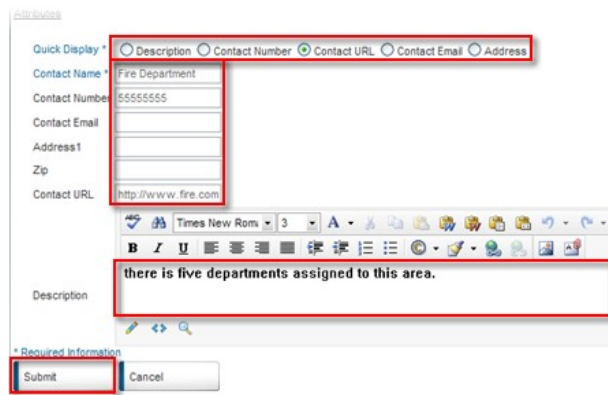 Attributes
Quick Display * Description Contact Number Contact URL Contact Email Address
Contact Name * Fire Department
Contact Number 55555555
Contact Email
Address1
Zip
Contact URL http://www.fire.com
ABC Times New Rom 3 A
B I U
there is five departments assigned to this area.
Description
* Required Information
Submit Cancel